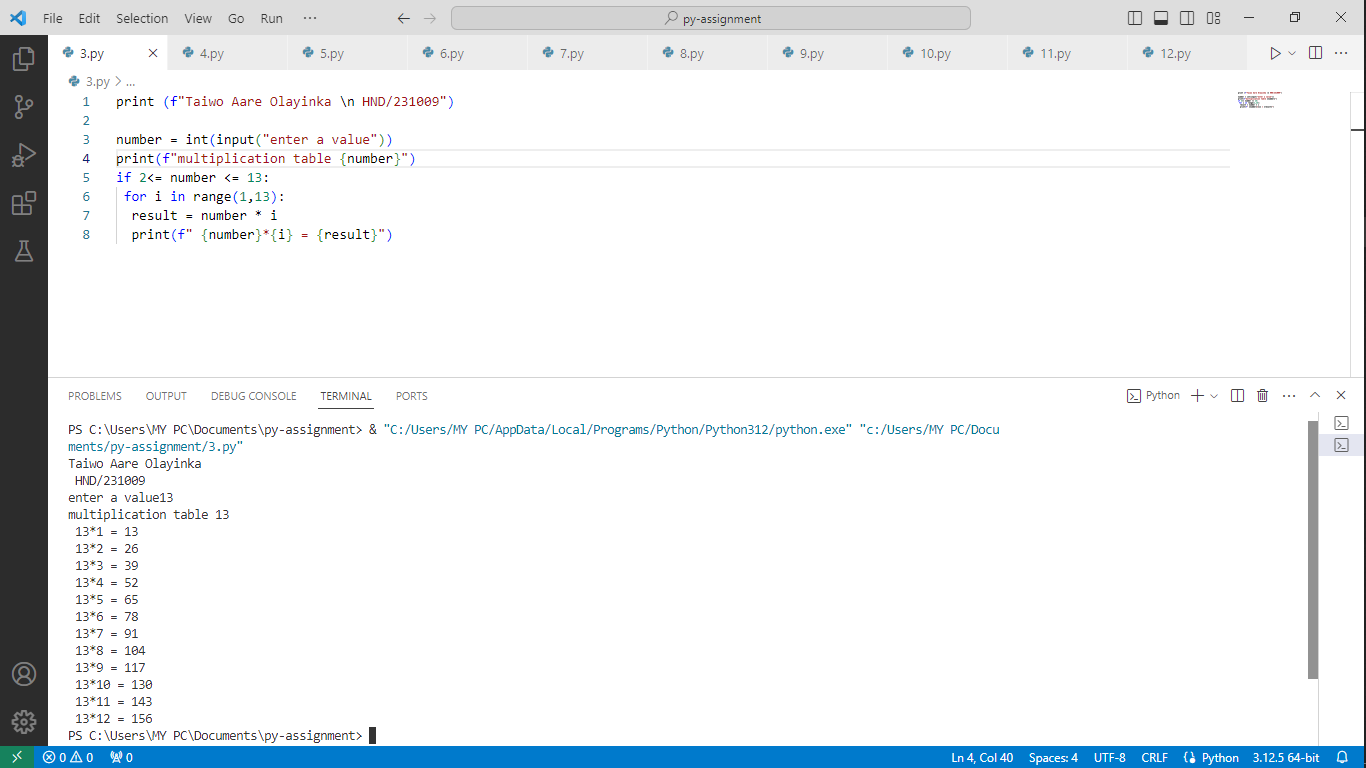 File Edit Selection View Go Run ··· py-assignment
3.py 4.py 5.py 6.py 7.py 8.py 9.py 10.py 11.py 12.py
3.py > ...
1 print (f"Taiwo Aare Olayinka \n HND/231009")
2
3 number = int(input("enter a value"))
4 print(f"multiplication table {number}")
5 if 2<= number <= 13:
6 for i in range(1,13):
7 result = number * i
8 print(f" {number}*{i} = {result}")
PROBLEMS OUTPUT DEBUG CONSOLE TERMINAL PORTS Python
PS C:\Users\MY PC\Documents\py-assignment> & "C:/Users/MY PC/AppData/Local/Programs/Python/Python312/python.exe" "c:/Users/MY PC/Docu
ments/py-assignment/3.py"
Taiwo Aare Olayinka
HND/231009
enter a value13
multiplication table 13
13*1 = 13
13*2 = 26
13*3 = 39
13*4 = 52
13*5 = 65
13*6 = 78
13*7 = 91
13*8 = 104
13*9 = 117
13*10 = 130
13*11 = 143
13*12 = 156
PS C:\Users\MY PC\Documents\py-assignment>
0 0 0 Ln 4, Col 40 Spaces: 4 UTF-8 CRLF Python 3.12.5 64-bit